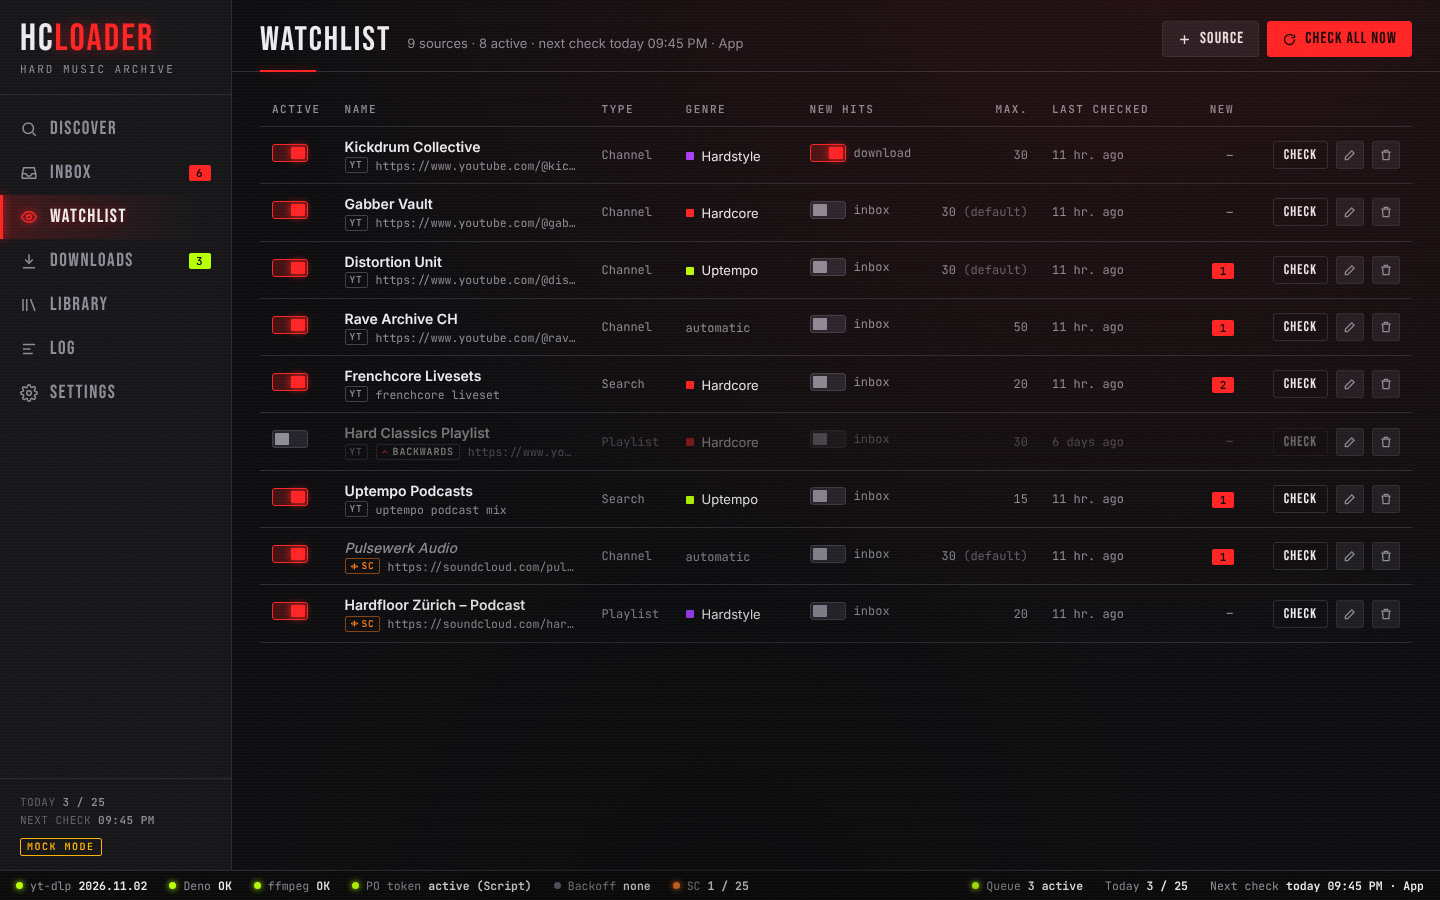 HCLOADER
HARD MUSIC ARCHIVE
DISCOVER
INBOX 6
WATCHLIST
DOWNLOADS 3
LIBRARY
LOG
SETTINGS
TODAY 3 / 25
NEXT CHECK 09:45 PM
MOCK MODE
WATCHLIST 9 sources · 8 active · next check today 09:45 PM · App
+ SOURCE CHECK ALL NOW
ACTIVE NAME TYPE GENRE NEW HITS MAX. LAST CHECKED NEW
Kickdrum Collective
YT https://www.youtube.com/@kic… Channel Hardstyle download 30 11 hr. ago – CHECK
Gabber Vault
YT https://www.youtube.com/@gab… Channel Hardcore inbox 30 (default) 11 hr. ago – CHECK
Distortion Unit
YT https://www.youtube.com/@dis… Channel Uptempo inbox 30 (default) 11 hr. ago 1 CHECK
Rave Archive CH
YT https://www.youtube.com/@rav… Channel automatic inbox 50 11 hr. ago 1 CHECK
Frenchcore Livesets
YT frenchcore liveset Search Hardcore inbox 20 11 hr. ago 2 CHECK
Hard Classics Playlist
YT BACKWARDS https://www.yo… Playlist Hardcore inbox 30 6 days ago – CHECK
Uptempo Podcasts
YT uptempo podcast mix Search Uptempo inbox 15 11 hr. ago 1 CHECK
Pulsewerk Audio
SC https://soundcloud.com/pul… Channel automatic inbox 30 (default) 11 hr. ago 1 CHECK
Hardfloor Zürich – Podcast
SC https://soundcloud.com/har… Playlist Hardstyle inbox 20 11 hr. ago – CHECK
yt-dlp 2026.11.02 Deno OK ffmpeg OK PO token active (Script) Backoff none SC 1 / 25 Queue 3 active Today 3 / 25 Next check today 09:45 PM · App